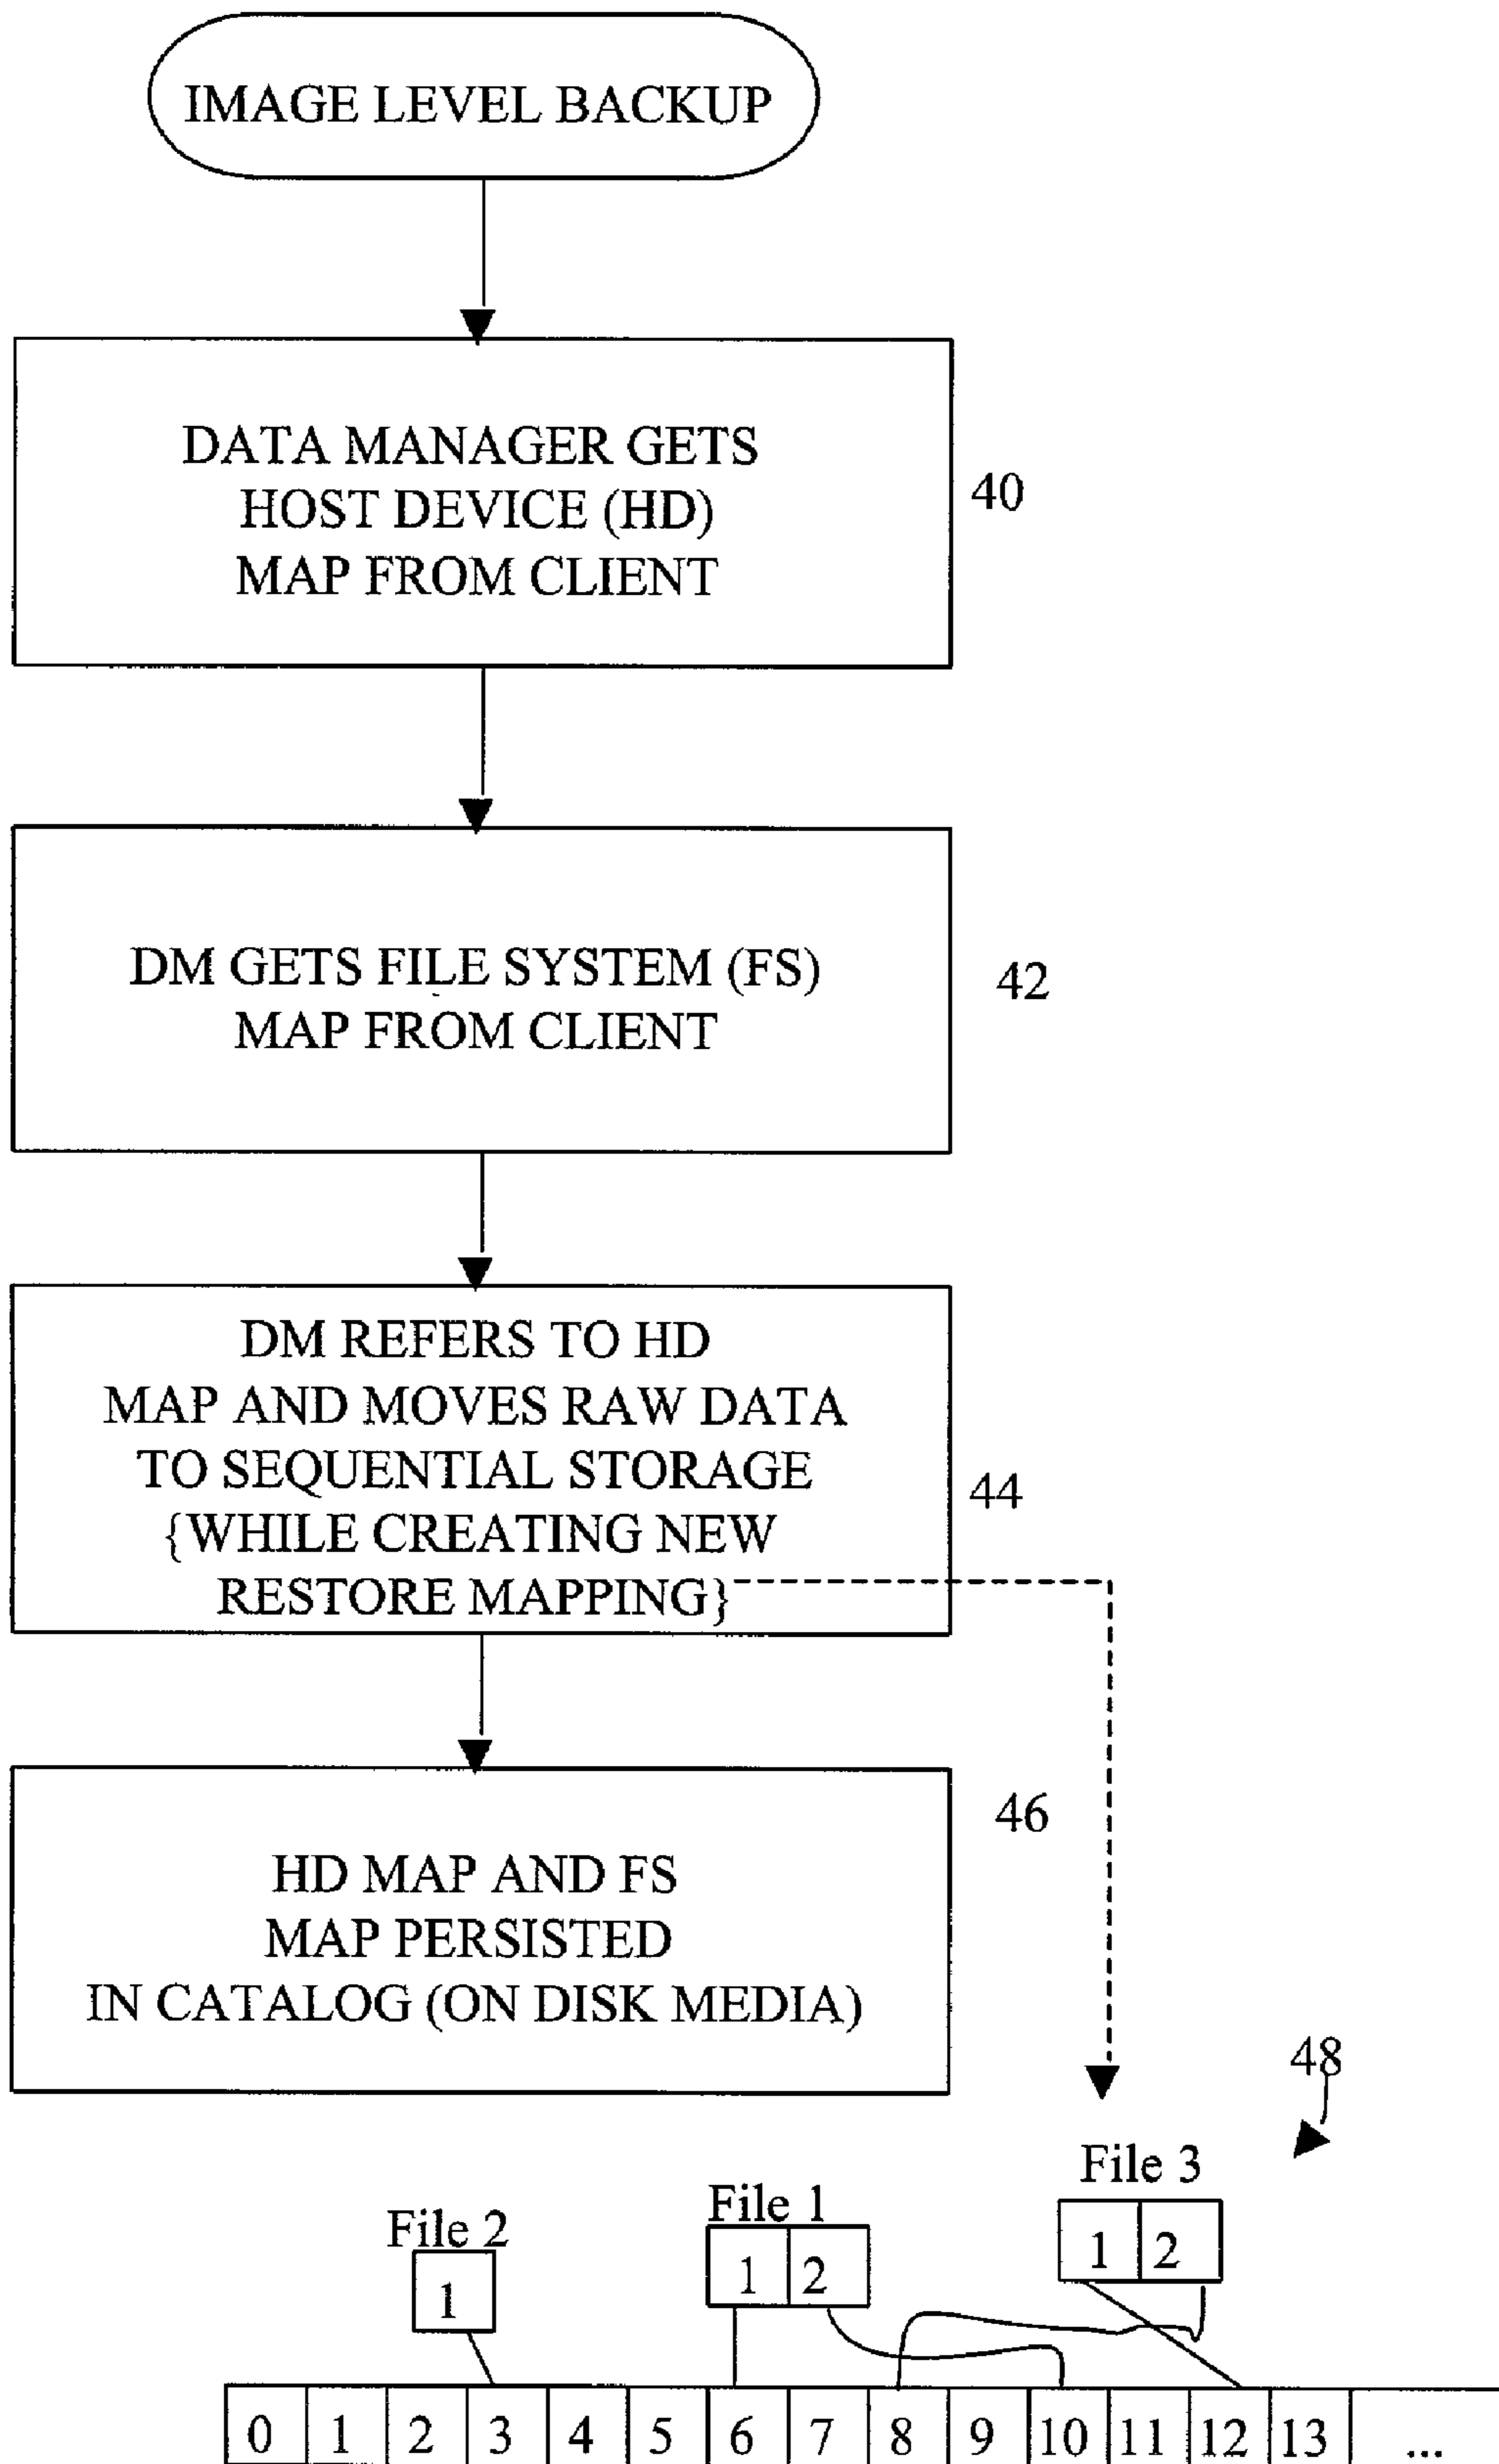 IMAGE LEVEL BACKUP
DATA MANAGER GETS
HOST DEVICE (HD)
MAP FROM CLIENT
40
DM GETS FILE SYSTEM (FS)
MAP FROM CLIENT
42
DM REFERS TO HD
MAP AND MOVES RAW DATA
TO SEQUENTIAL STORAGE
{WHILE CREATING NEW
RESTORE MAPPING}
44
HD MAP AND FS
MAP PERSISTED
IN CATALOG (ON DISK MEDIA)
46
48
File 2
1
File 1
1 2
File 3
1 2
0 1 2 3 4 5 6 7 8 9 10 11 12 13 ...